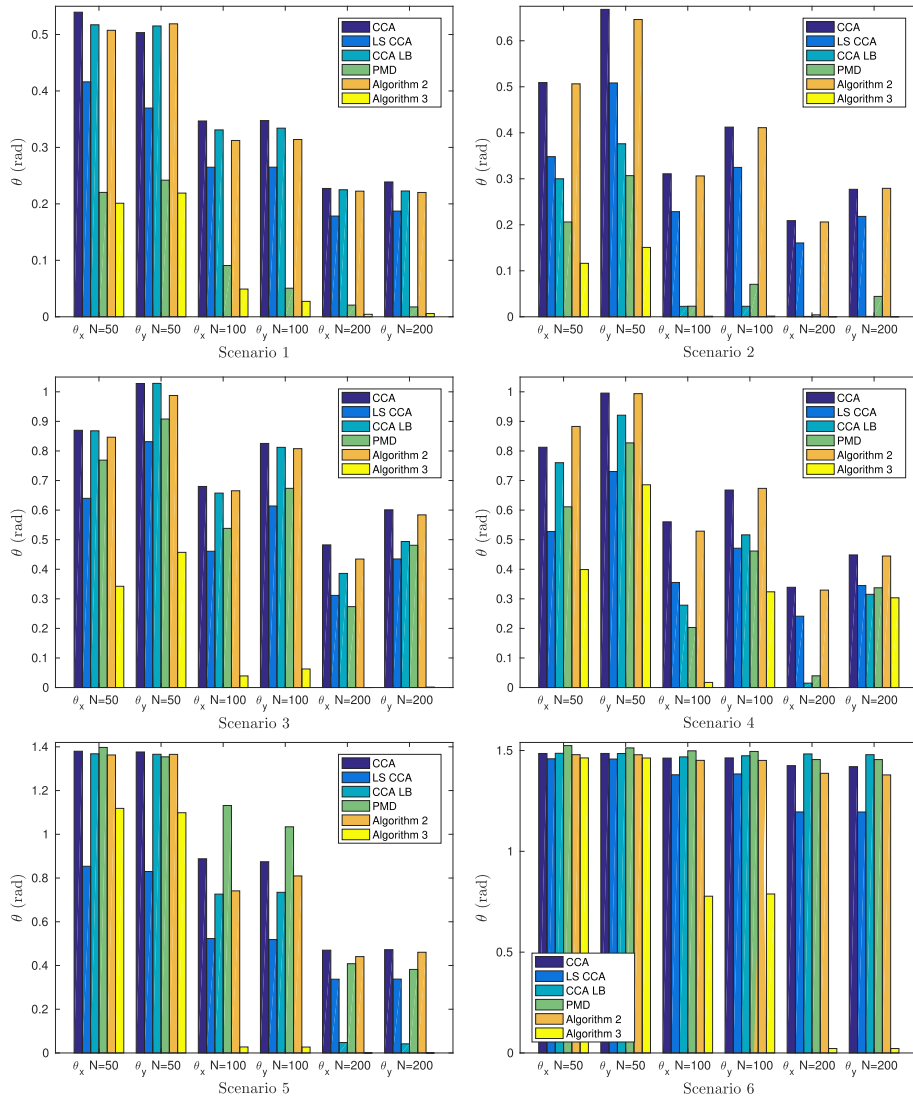 θ (rad)
0.5
0.4
0.3
0.2
0.1
0
CCA
LS CCA
CCA LB
PMD
Algorithm 2
Algorithm 3
θx N=50 θy N=50 θx N=100 θy N=100 θx N=200 θy N=200
Scenario 1
θ (rad)
0.6
0.5
0.4
0.3
0.2
0.1
0
CCA
LS CCA
CCA LB
PMD
Algorithm 2
Algorithm 3
θx N=50 θy N=50 θx N=100 θy N=100 θx N=200 θy N=200
Scenario 2
θ (rad)
1
0.9
0.8
0.7
0.6
0.5
0.4
0.3
0.2
0.1
0
CCA
LS CCA
CCA LB
PMD
Algorithm 2
Algorithm 3
θx N=50 θy N=50 θx N=100 θy N=100 θx N=200 θy N=200
Scenario 3
θ (rad)
1
0.9
0.8
0.7
0.6
0.5
0.4
0.3
0.2
0.1
0
CCA
LS CCA
CCA LB
PMD
Algorithm 2
Algorithm 3
θx N=50 θy N=50 θx N=100 θy N=100 θx N=200 θy N=200
Scenario 4
θ (rad)
1.4
1.2
1
0.8
0.6
0.4
0.2
0
CCA
LS CCA
CCA LB
PMD
Algorithm 2
Algorithm 3
θx N=50 θy N=50 θx N=100 θy N=100 θx N=200 θy N=200
Scenario 5
θ (rad)
1.5
1
0.5
0
CCA
LS CCA
CCA LB
PMD
Algorithm 2
Algorithm 3
θx N=50 θy N=50 θx N=100 θy N=100 θx N=200 θy N=200
Scenario 6